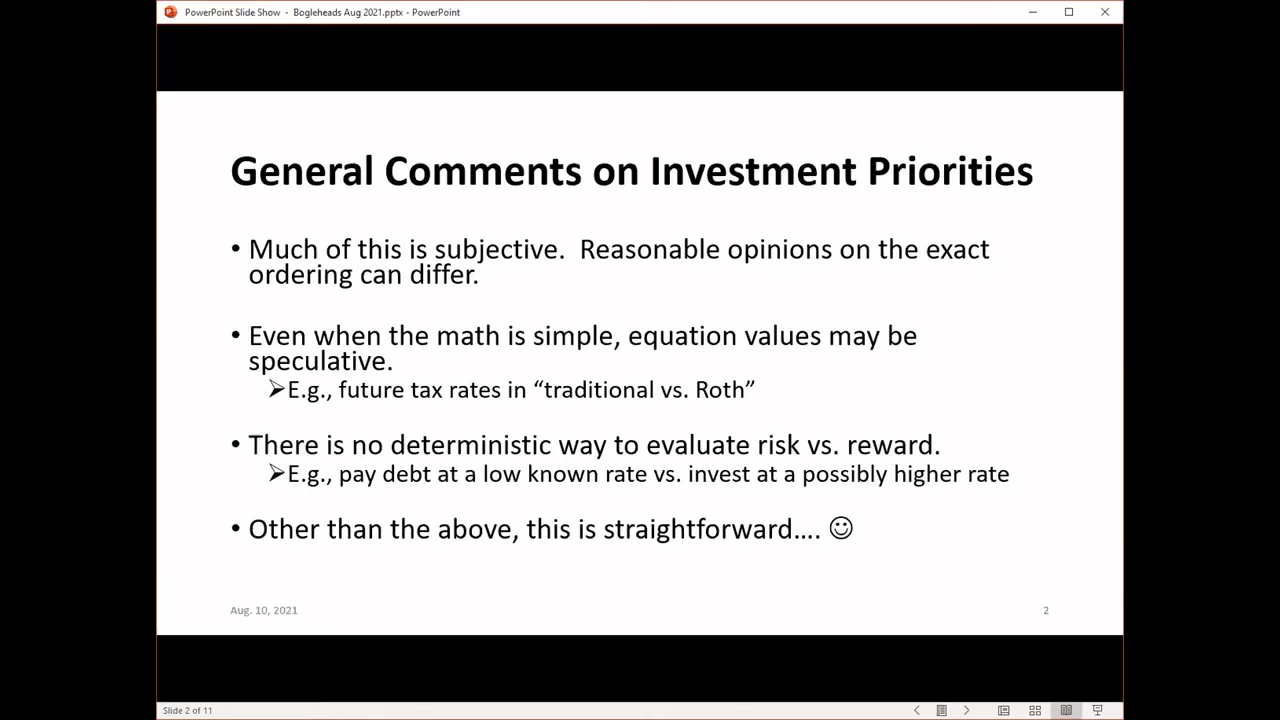 PowerPoint Slide Show - Bogleheads Aug 2021.pptx - PowerPoint
General Comments on Investment Priorities
• Much of this is subjective.  Reasonable opinions on the exact
ordering can differ.
• Even when the math is simple, equation values may be
speculative.
➢E.g., future tax rates in “traditional vs. Roth”
• There is no deterministic way to evaluate risk vs. reward.
➢E.g., pay debt at a low known rate vs. invest at a possibly higher rate
• Other than the above, this is straightforward…. ☺
Aug. 10, 2021
2
Slide 2 of 11